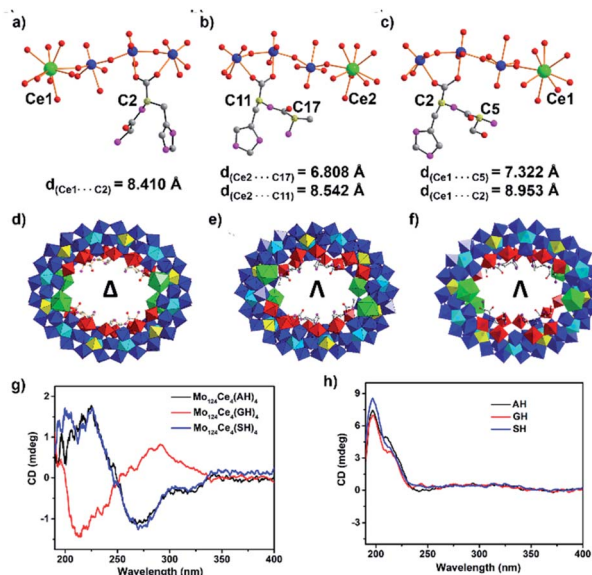 a) b) c)
Ce1 C2 C11 C17 Ce2 C2 C5 Ce1
d(Ce1···C2) = 8.410 Å
d(Ce2···C17) = 6.808 Å
d(Ce2···C11) = 8.542 Å
d(Ce1···C5) = 7.322 Å
d(Ce1···C2) = 8.953 Å
d) e) f)
Δ Λ Λ
g)
Mo124Ce4(AH)4
Mo124Ce4(GH)4
Mo124Ce4(SH)4
CD (mdeg)
2
1
0
-1
200 250 300 350 400
Wavelength (nm)
h)
AH
GH
SH
CD (mdeg)
9
6
3
0
-3
200 250 300 350 400
Wavelength (nm)